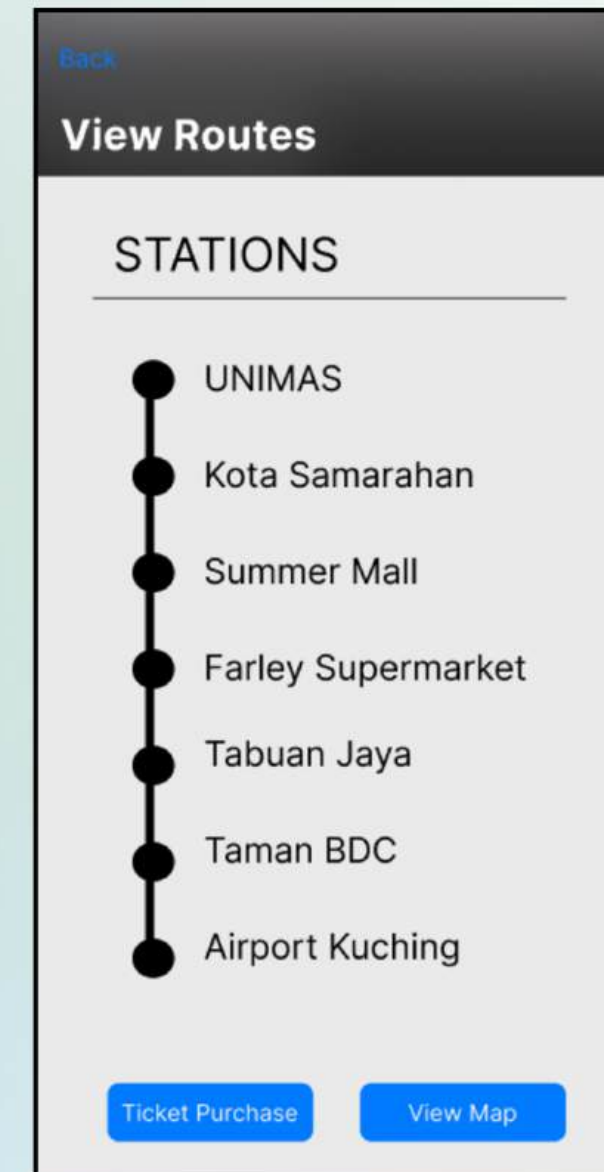 Back
View Routes
STATIONS
UNIMAS
Kota Samarahan
Summer Mall
Farley Supermarket
Tabuan Jaya
Taman BDC
Airport Kuching
Ticket Purchase
View Map